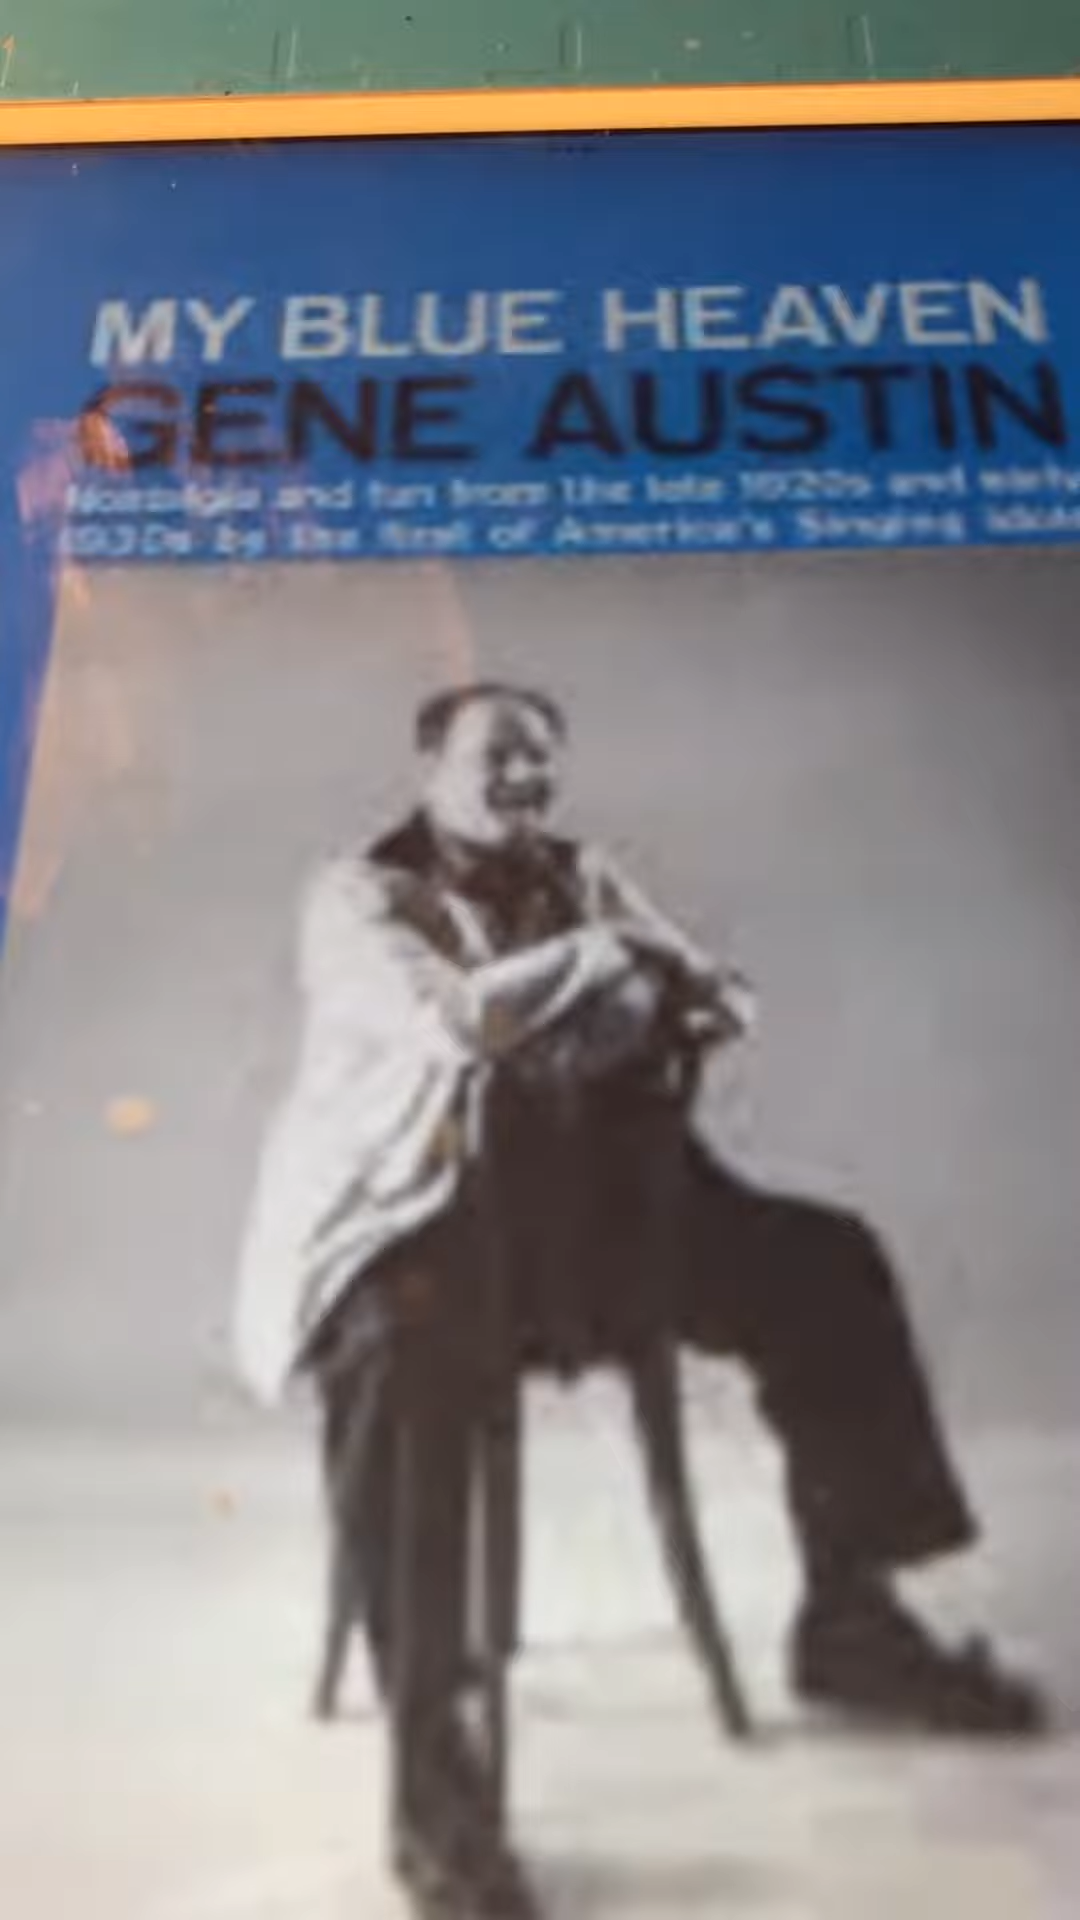 MY BLUE HEAVEN
GENE AUSTIN
Nostalgia and fun from the late 1920s and early
1930s by the first of America's Singing Idols